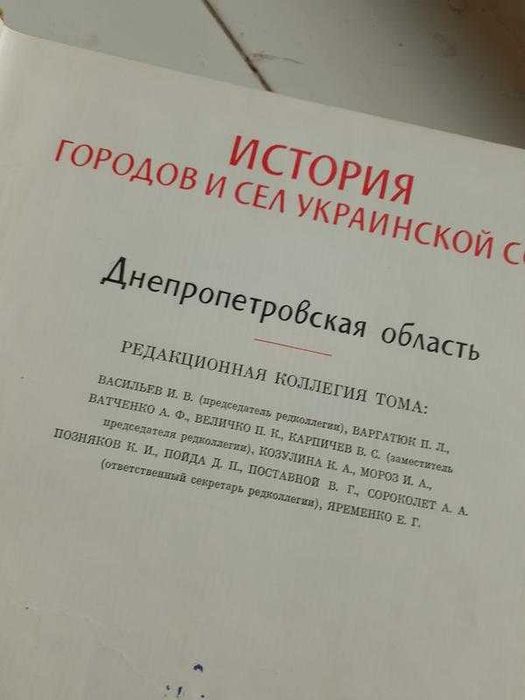 ИСТОРИЯ
ГОРОДОВ И СЕЛ УКРАИНСКОЙ СС
Днепропетровская область
РЕДАКЦИОННАЯ КОЛЛЕГИЯ ТОМА:
ВАСИЛЬЕВ И. В. (председатель редколлегии), ВАРГАТЮК П. Л.,
ВАТЧЕНКО А. Ф., ВЕЛИЧКО П. К., КАРПИЧЕВ В. С. (заместитель
председателя редколлегии), КОЗУЛИНА К. А., МОРОЗ И. А.,
ПОЗНЯКОВ К. И., ПОЙДА Д. П., ПОСТАВНОЙ В. Г., СОРОКОЛЕТ А. А.
(ответственный секретарь редколлегии), ЯРЕМЕНКО Е. Г.